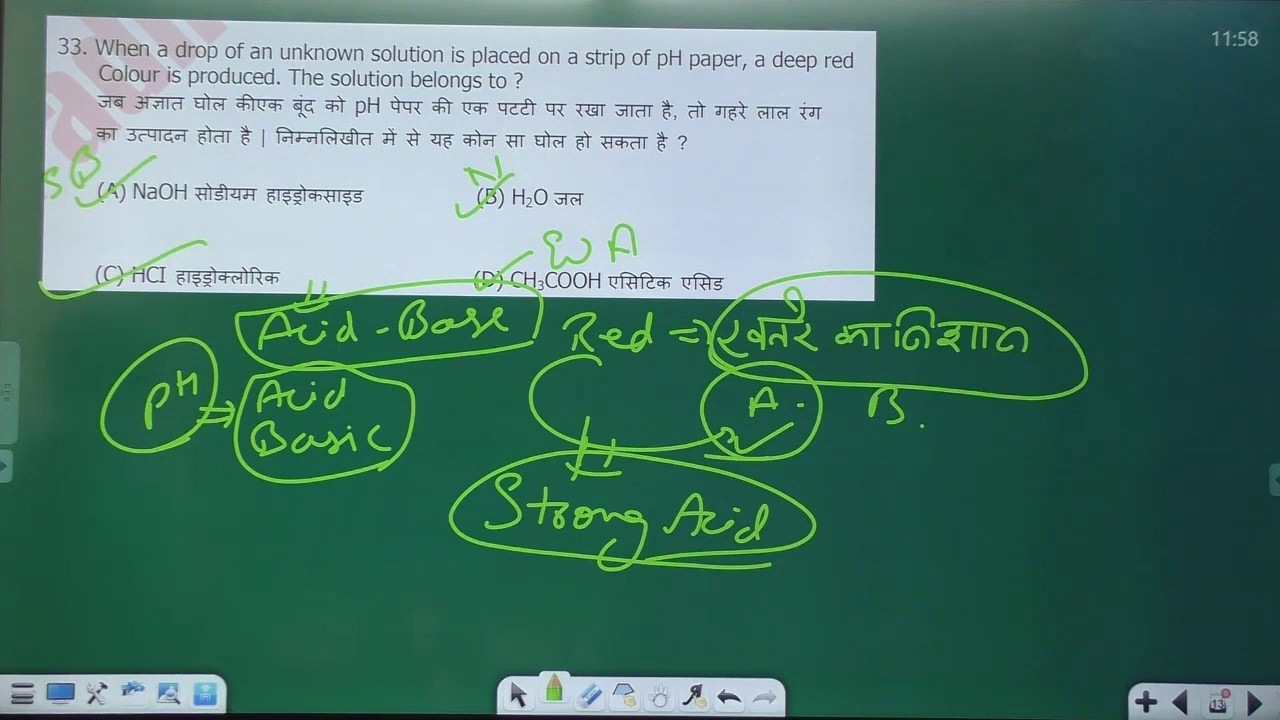 11:58
33. When a drop of an unknown solution is placed on a strip of pH paper, a deep red
Colour is produced. The solution belongs to ?
जब अज्ञात घोल कीएक बूंद को pH पेपर की एक पटटी पर रखा जाता है, तो गहरे लाल रंग
का उत्पादन होता है | निम्नलिखीत में से यह कोन सा घोल हो सकता है ?
SB
N
(A) NaOH सोडीयम हाइड्रोकसाइड
(B) H₂O जल
W A
(C) HCI हाइड्रोक्लोरिक
(D) CH₃COOH एसिटिक एसिड
Acid - Base
Red ⇒ खतरे का निशान
pH ⇒ Acid
Basic
A.
B.
Strong Acid
13